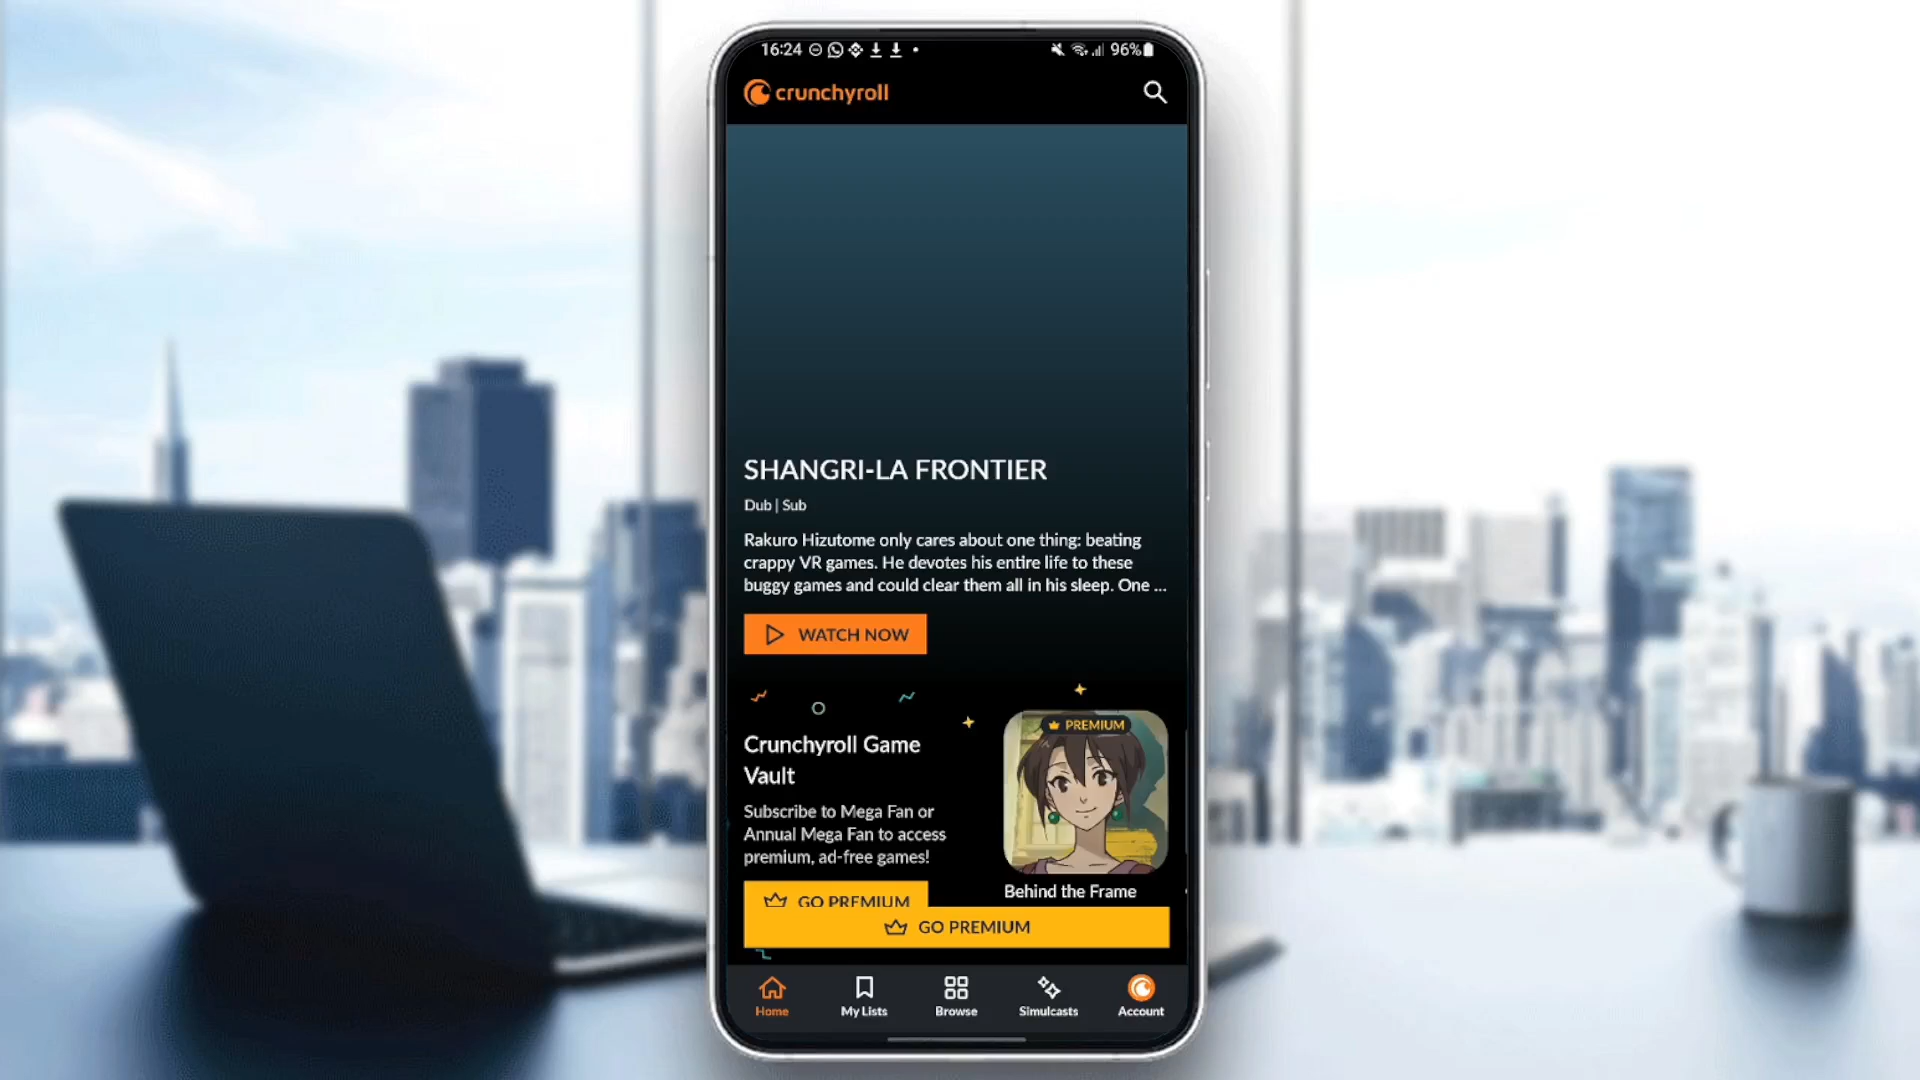 16:24
96%
crunchyroll
SHANGRI-LA FRONTIER
Dub | Sub
Rakuro Hizutome only cares about one thing: beating
crappy VR games. He devotes his entire life to these
buggy games and could clear them all in his sleep. One ...
WATCH NOW
PREMIUM
Crunchyroll Game
Vault
Subscribe to Mega Fan or
Annual Mega Fan to access
premium, ad-free games!
Behind the Frame
GO PREMIUM
GO PREMIUM
Home
My Lists
Browse
Simulcasts
Account